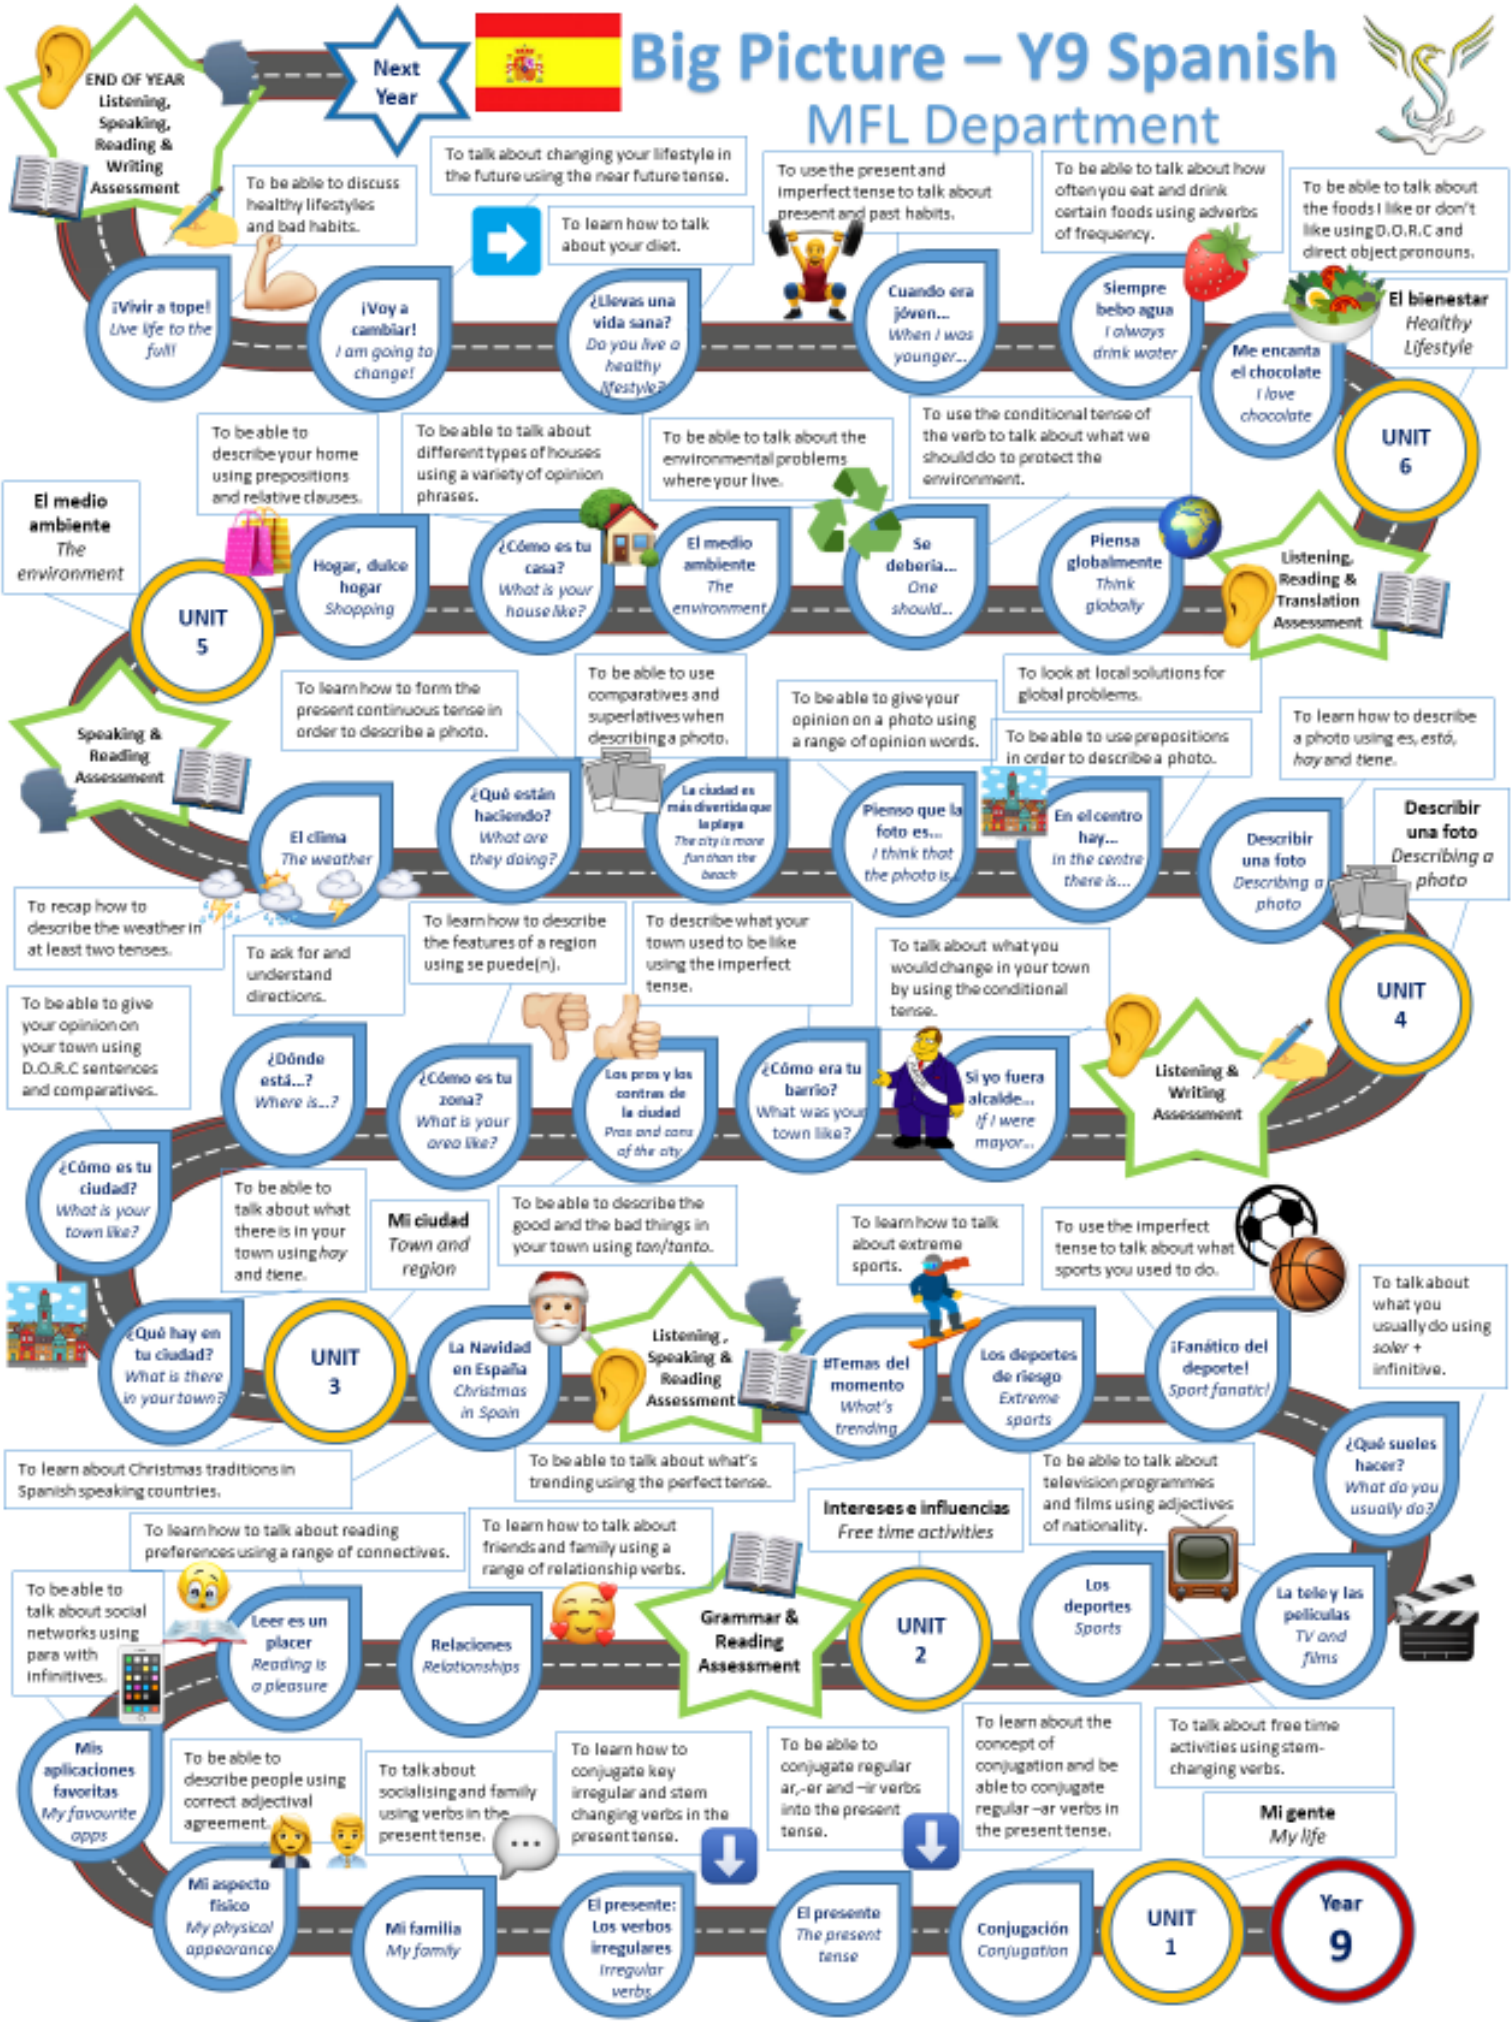 Big Picture – Y9 Spanish
MFL Department
END OF YEAR
Listening,
Speaking,
Reading &
Writing
Assessment
Next
Year
To be able to discuss
healthy lifestyles
and bad habits.
To talk about changing your lifestyle in
the future using the near future tense.
To learn how to talk
about your diet.
To use the present and
imperfect tense to talk about
present and past habits.
To be able to talk about how
often you eat and drink
certain foods using adverbs
of frequency.
To be able to talk about
the foods I like or don't
like using D.O.R.C and
direct object pronouns.
¡Vivir a tope!
Live life to the
full!
¡Voy a
cambiar!
I am going to
change!
¿Llevas una
vida sana?
Do you live a
healthy
lifestyle?
Cuando era
jóven...
When I was
younger...
Siempre
bebo agua
I always
drink water
Me encanta
el chocolate
I love
chocolate
El bienestar
Healthy
Lifestyle
UNIT
6
To be able to
describe your home
using prepositions
and relative clauses.
To be able to talk about
different types of houses
using a variety of opinion
phrases.
To be able to talk about the
environmental problems
where your live.
To use the conditional tense of
the verb to talk about what we
should do to protect the
environment.
El medio
ambiente
The
environment
UNIT
5
Hogar, dulce
hogar
Shopping
¿Cómo es tu
casa?
What is your
house like?
El medio
ambiente
The
environment
Se
debería...
One
should...
Piensa
globalmente
Think
globally
Listening,
Reading &
Translation
Assessment
Speaking &
Reading
Assessment
To learn how to form the
present continuous tense in
order to describe a photo.
To be able to use
comparatives and
superlatives when
describing a photo.
To be able to give your
opinion on a photo using
a range of opinion words.
To look at local solutions for
global problems.
To be able to use prepositions
in order to describe a photo.
To learn how to describe
a photo using es, está,
hay and tiene.
El clima
The weather
¿Qué están
haciendo?
What are
they doing?
La ciudad es
más divertida que
la playa
The city is more
fun than the
beach
Pienso que la
foto es...
I think that
the photo is...
En el centro
hay...
In the centre
there is...
Describir
una foto
Describing a
photo
Describir
una foto
Describing a
photo
UNIT
4
To recap how to
describe the weather in
at least two tenses.
To ask for and
understand
directions.
To learn how to describe
the features of a region
using se puede(n).
To describe what your
town used to be like
using the imperfect
tense.
To talk about what you
would change in your town
by using the conditional
tense.
To be able to give
your opinion on
your town using
D.O.R.C sentences
and comparatives.
¿Dónde
está...?
Where is...?
¿Cómo es tu
zona?
What is your
area like?
Los pros y los
contras de
la ciudad
Pros and cons
of the city
¿Cómo era tu
barrio?
What was your
town like?
Si yo fuera
alcalde...
If I were
mayor...
Listening &
Writing
Assessment
¿Cómo es tu
ciudad?
What is your
town like?
To be able to
talk about what
there is in your
town using hay
and tiene.
Mi ciudad
Town and
region
To be able to describe the
good and the bad things in
your town using tan/tanto.
To learn how to talk
about extreme
sports.
To use the imperfect
tense to talk about what
sports you used to do.
To talk about
what you
usually do using
soler +
infinitive.
¿Qué hay en
tu ciudad?
What is there
in your town?
UNIT
3
La Navidad
en España
Christmas
in Spain
Listening,
Speaking &
Reading
Assessment
#Temas del
momento
What's
trending
Los deportes
de riesgo
Extreme
sports
¡Fanático del
deporte!
Sport fanatic!
¿Qué sueles
hacer?
What do you
usually do?
To learn about Christmas traditions in
Spanish speaking countries.
To be able to talk about what's
trending using the perfect tense.
To be able to talk about
television programmes
and films using adjectives
of nationality.
Intereses e influencias
Free time activities
To learn how to talk about reading
preferences using a range of connectives.
To learn how to talk about
friends and family using a
range of relationship verbs.
To be able to
talk about social
networks using
para with
infinitives.
Leer es un
placer
Reading is
a pleasure
Relaciones
Relationships
Grammar &
Reading
Assessment
UNIT
2
Los
deportes
Sports
La tele y las
películas
TV and
films
Mis
aplicaciones
favoritas
My favourite
apps
To be able to
describe people using
correct adjectival
agreement.
To talk about
socialising and family
using verbs in the
present tense.
To learn how to
conjugate key
irregular and stem
changing verbs in the
present tense.
To be able to
conjugate regular
ar,-er and –ir verbs
into the present
tense.
To learn about the
concept of
conjugation and be
able to conjugate
regular –ar verbs in
the present tense.
To talk about free time
activities using stem-
changing verbs.
Mi gente
My life
Mi aspecto
físico
My physical
appearance
Mi familia
My family
El presente:
Los verbos
irregulares
Irregular
verbs
El presente
The present
tense
Conjugación
Conjugation
UNIT
1
Year
9